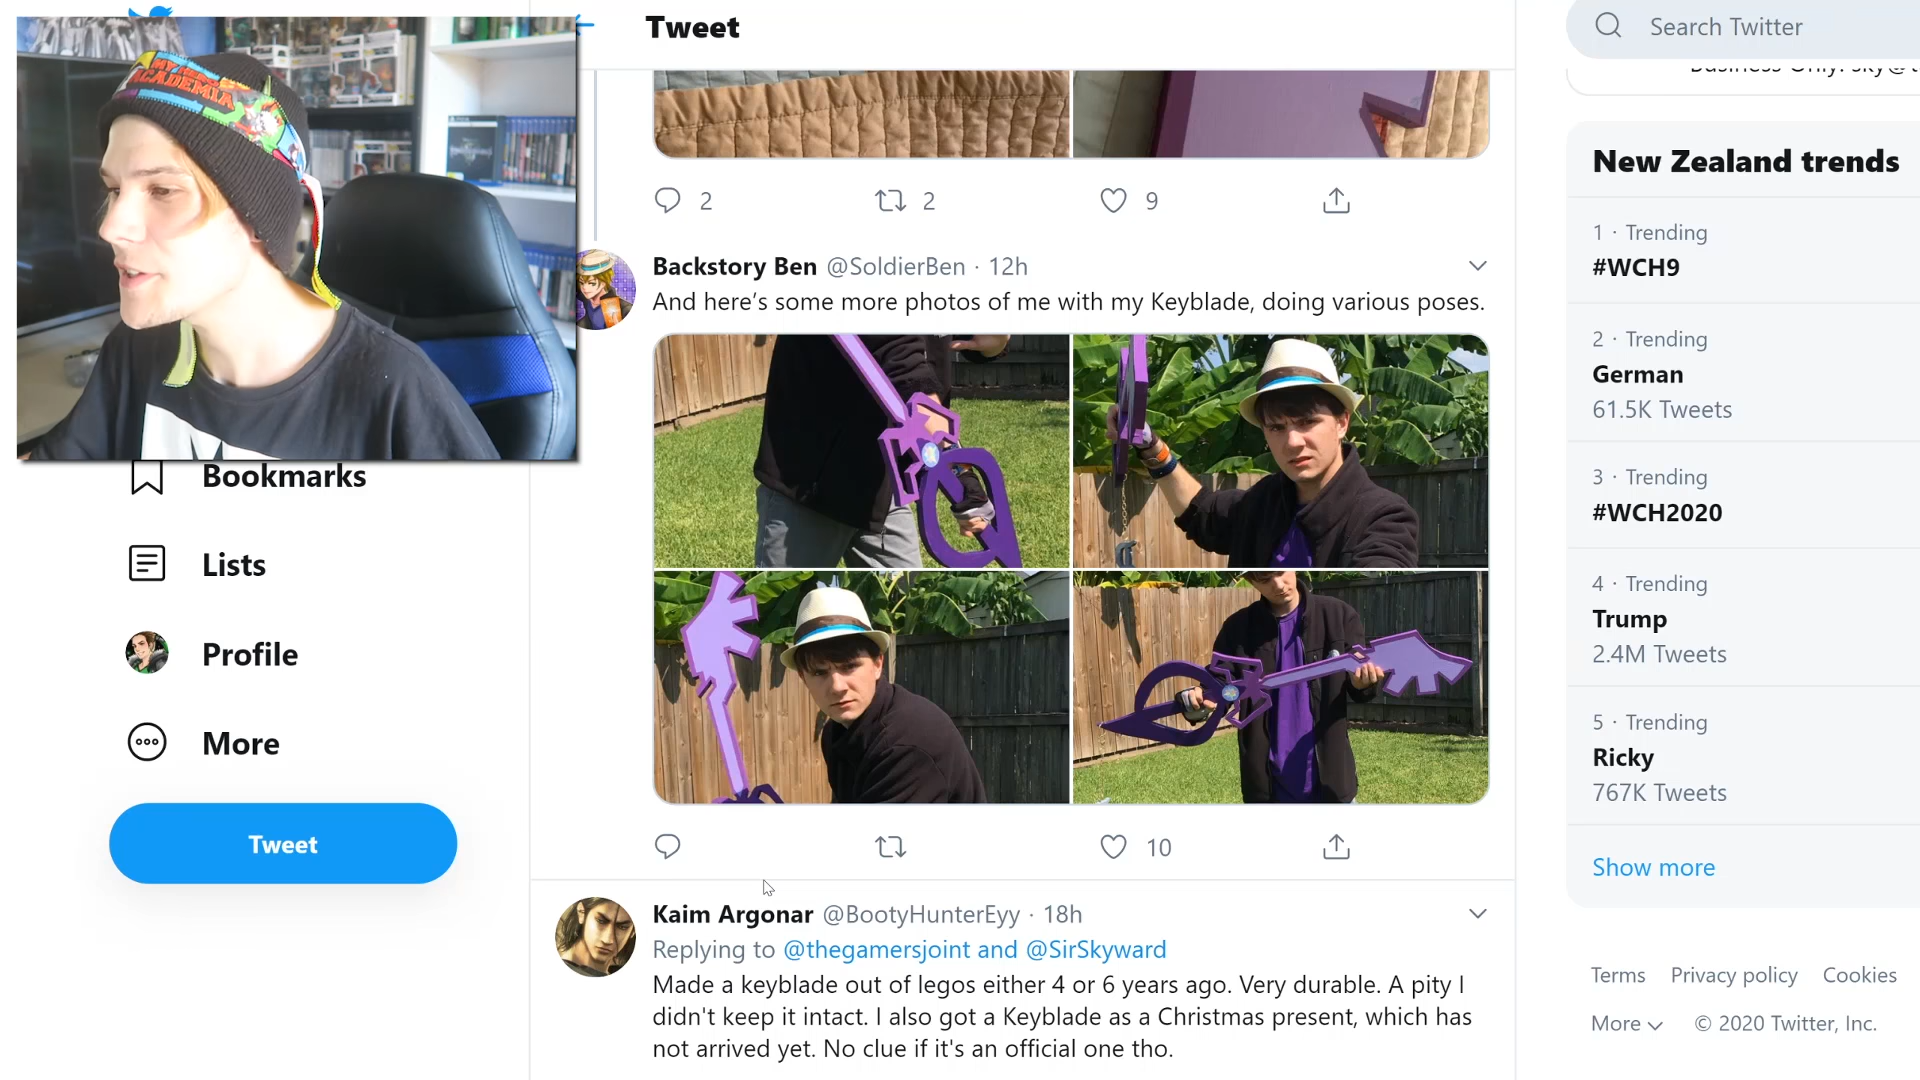 Tweet
Search Twitter
MY HERO
ACADEMIA
2
2
9
Backstory Ben @SoldierBen · 12h
And here’s some more photos of me with my Keyblade, doing various poses.
10
Kaim Argonar @BootyHunterEyy · 18h
Replying to @thegamersjoint and @SirSkyward
Made a keyblade out of legos either 4 or 6 years ago. Very durable. A pity I
didn't keep it intact. I also got a Keyblade as a Christmas present, which has
not arrived yet. No clue if it's an official one tho.
Bookmarks
Lists
Profile
More
Tweet
New Zealand trends
1 · Trending
#WCH9
2 · Trending
German
61.5K Tweets
3 · Trending
#WCH2020
4 · Trending
Trump
2.4M Tweets
5 · Trending
Ricky
767K Tweets
Show more
Terms Privacy policy Cookies
More © 2020 Twitter, Inc.